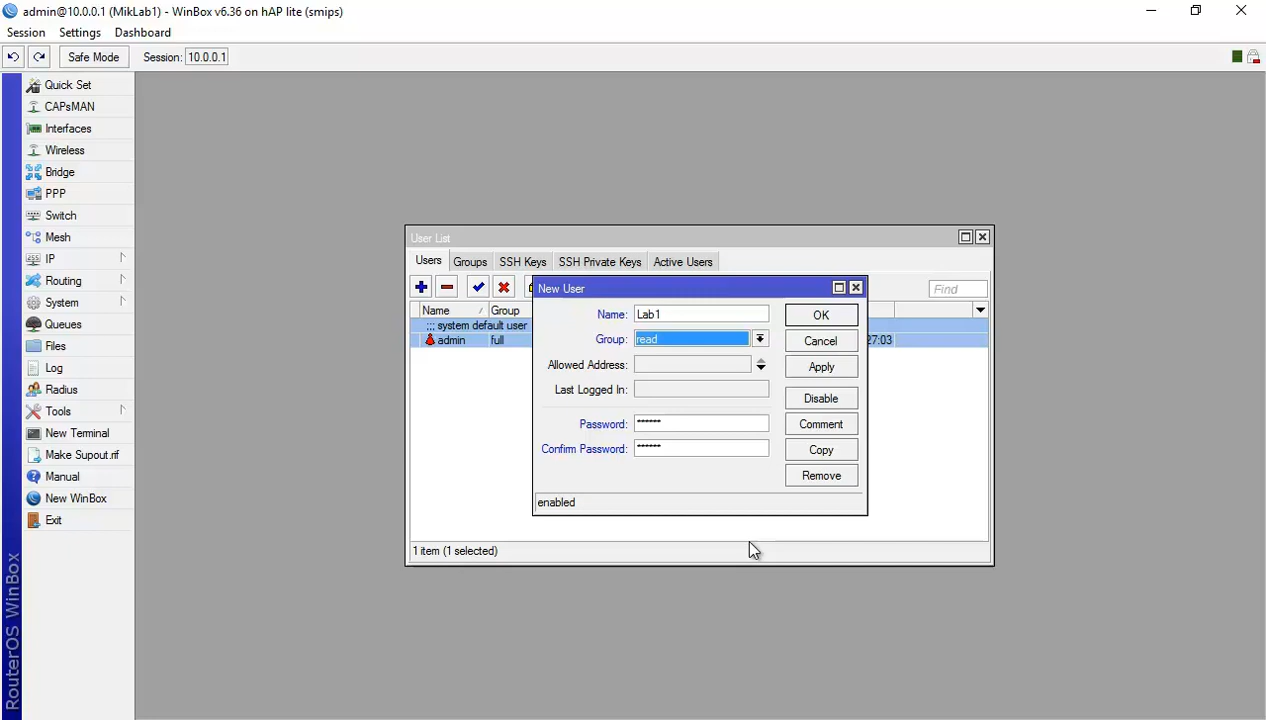 admin@10.0.0.1 (MikLab1) - WinBox v6.36 on hAP lite (smips)
Session Settings Dashboard
Safe Mode Session: 10.0.0.1
Quick Set
CAPsMAN
Interfaces
Wireless
Bridge
PPP
Switch
Mesh
IP
Routing
System
Queues
Files
Log
Radius
Tools
New Terminal
Make Supout.rif
Manual
New WinBox
Exit
RouterOS WinBox
User List
Users Groups SSH Keys SSH Private Keys Active Users
Find
Name Group
;;; system default user
admin full 27:03
1 item (1 selected)
New User
Name: Lab1
Group: read
Allowed Address:
Last Logged In:
Password: ******
Confirm Password: ******
enabled
OK
Cancel
Apply
Disable
Comment
Copy
Remove